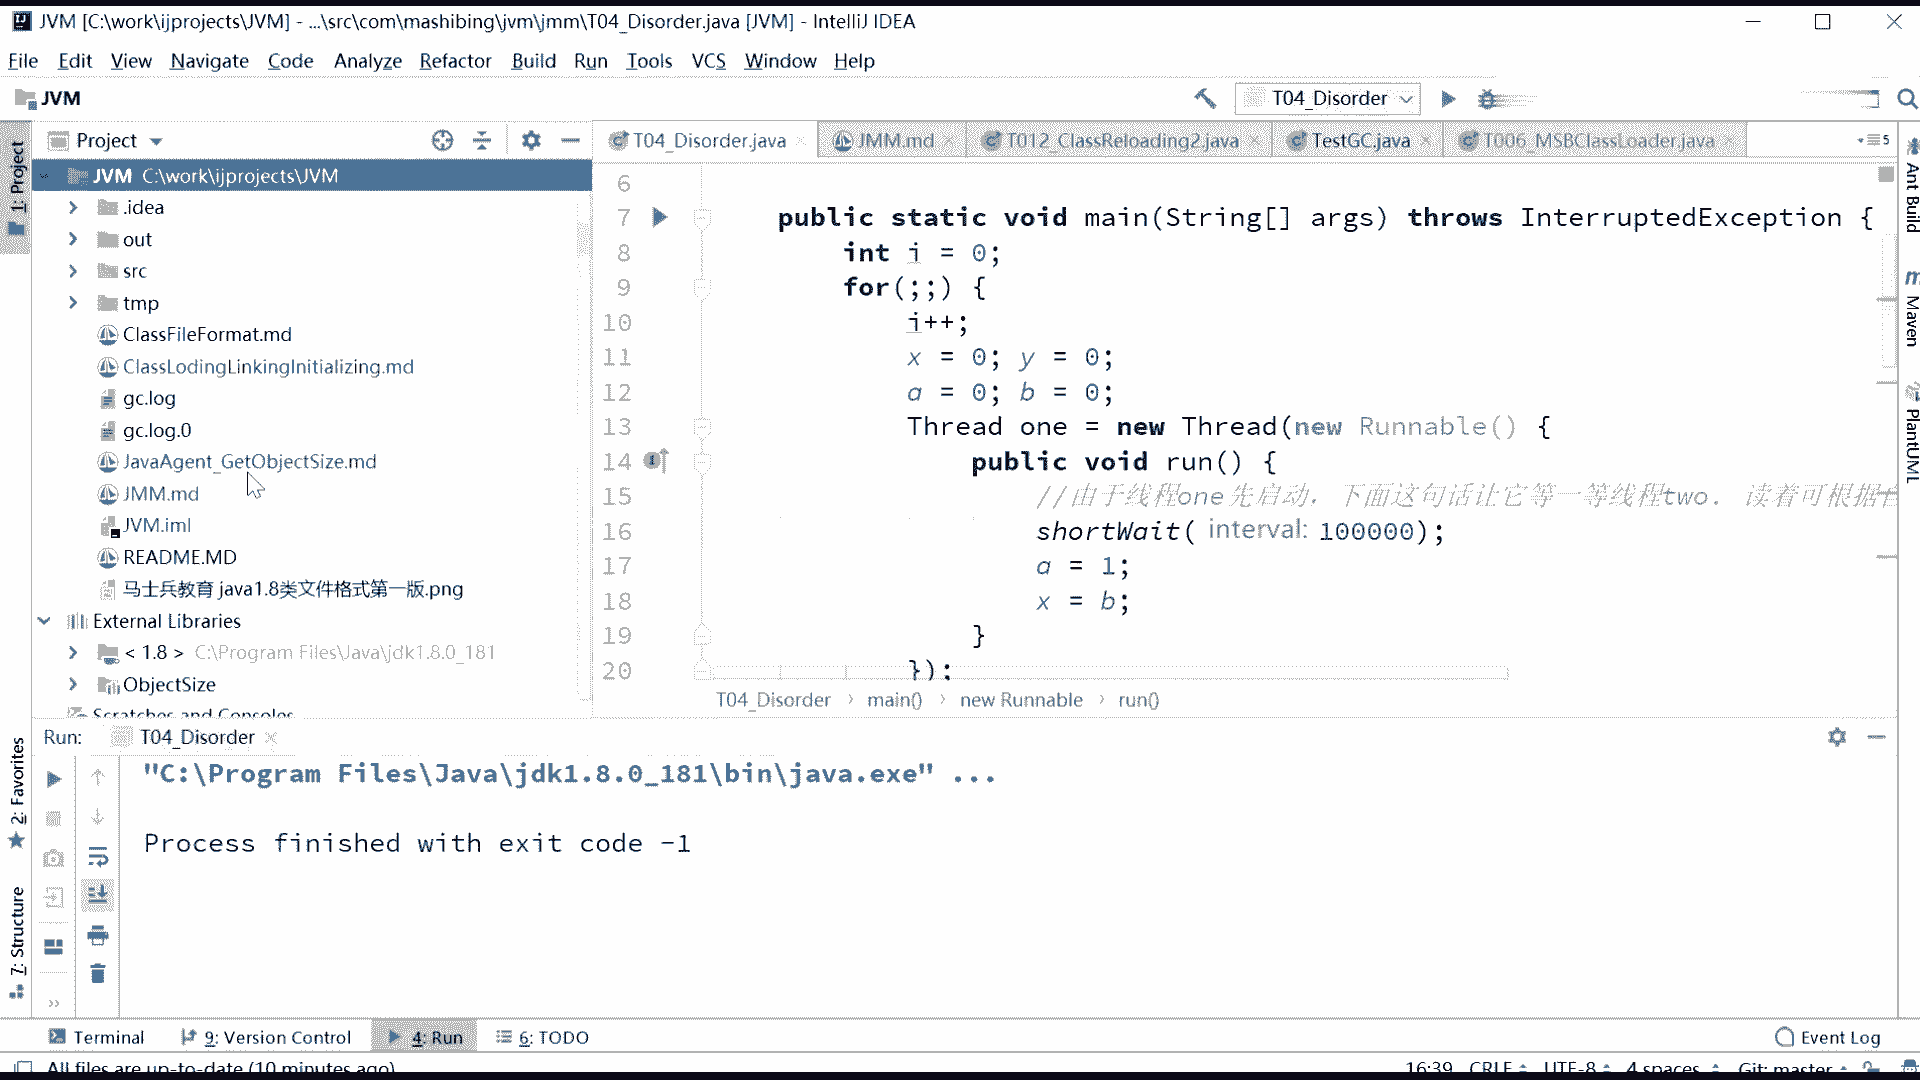 JVM [C:\work\ijprojects\JVM] - ...\src\com\mashibing\jvm\jmm\T04_Disorder.java [JVM] - IntelliJ IDEA
File Edit View Navigate Code Analyze Refactor Build Run Tools VCS Window Help
JVM
T04_Disorder
1: Project
Project
T04_Disorder.java
JMM.md
T012_ClassReloading2.java
TestGC.java
T006_MSBClassLoader.java
5
JVM C:\work\ijprojects\JVM
.idea
out
src
tmp
ClassFileFormat.md
ClassLodingLinkingInitializing.md
gc.log
gc.log.0
JavaAgent_GetObjectSize.md
JMM.md
JVM.iml
README.MD
马士兵教育 java1.8类文件格式第一版.png
External Libraries
< 1.8 > C:\Program Files\Java\jdk1.8.0_181
ObjectSize
Scratches and Consoles
6
7 public static void main(String[] args) throws InterruptedException {
8 int i = 0;
9 for(;;) {
10 i++;
11 x = 0; y = 0;
12 a = 0; b = 0;
13 Thread one = new Thread(new Runnable() {
14 public void run() {
15 //由于线程one先启动，下面这句话让它等一等线程two. 读着可根据自
16 shortWait( interval: 100000);
17 a = 1;
18 x = b;
19 }
20 });
T04_Disorder main() new Runnable run()
Ant Build
Maven
PlantUML
Run: T04_Disorder
"C:\Program Files\Java\jdk1.8.0_181\bin\java.exe" ...
Process finished with exit code -1
2: Favorites
7: Structure
Terminal 9: Version Control 4: Run 6: TODO Event Log
All files are up-to-date (10 minutes ago) 16:39 CRLF UTF-8 4 spaces Git: master